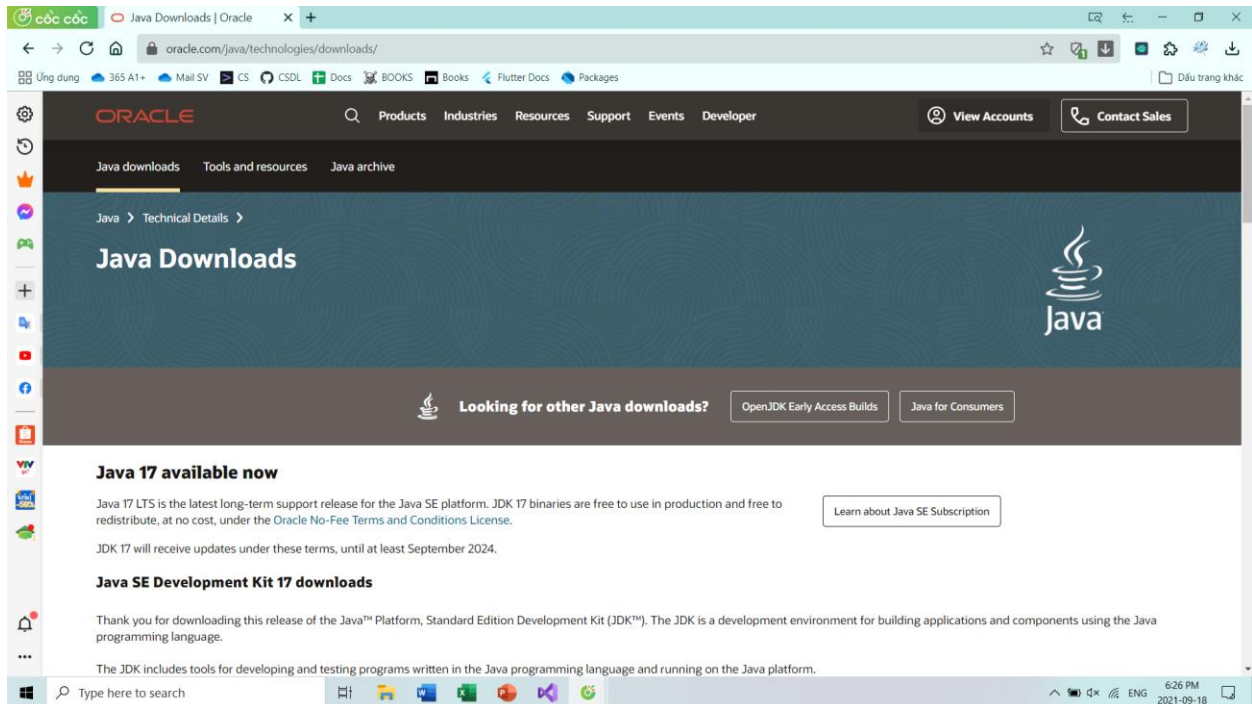 cốc cốc
Java Downloads | Oracle
oracle.com/java/technologies/downloads/
Ứng dụng 365 A1+ Mail SV CS CSDL Docs BOOKS Books Flutter Docs Packages Dấu trang khác
ORACLE Products Industries Resources Support Events Developer View Accounts Contact Sales
Java downloads Tools and resources Java archive
Java Technical Details
Java Downloads
Java
Looking for other Java downloads? OpenJDK Early Access Builds Java for Consumers
Java 17 available now
Java 17 LTS is the latest long-term support release for the Java SE platform. JDK 17 binaries are free to use in production and free to
redistribute, at no cost, under the Oracle No-Fee Terms and Conditions License.
Learn about Java SE Subscription
JDK 17 will receive updates under these terms, until at least September 2024.
Java SE Development Kit 17 downloads
Thank you for downloading this release of the Java™ Platform, Standard Edition Development Kit (JDK™). The JDK is a development environment for building applications and components using the Java
programming language.
The JDK includes tools for developing and testing programs written in the Java programming language and running on the Java platform.
Type here to search
ENG
6:26 PM
2021-09-18